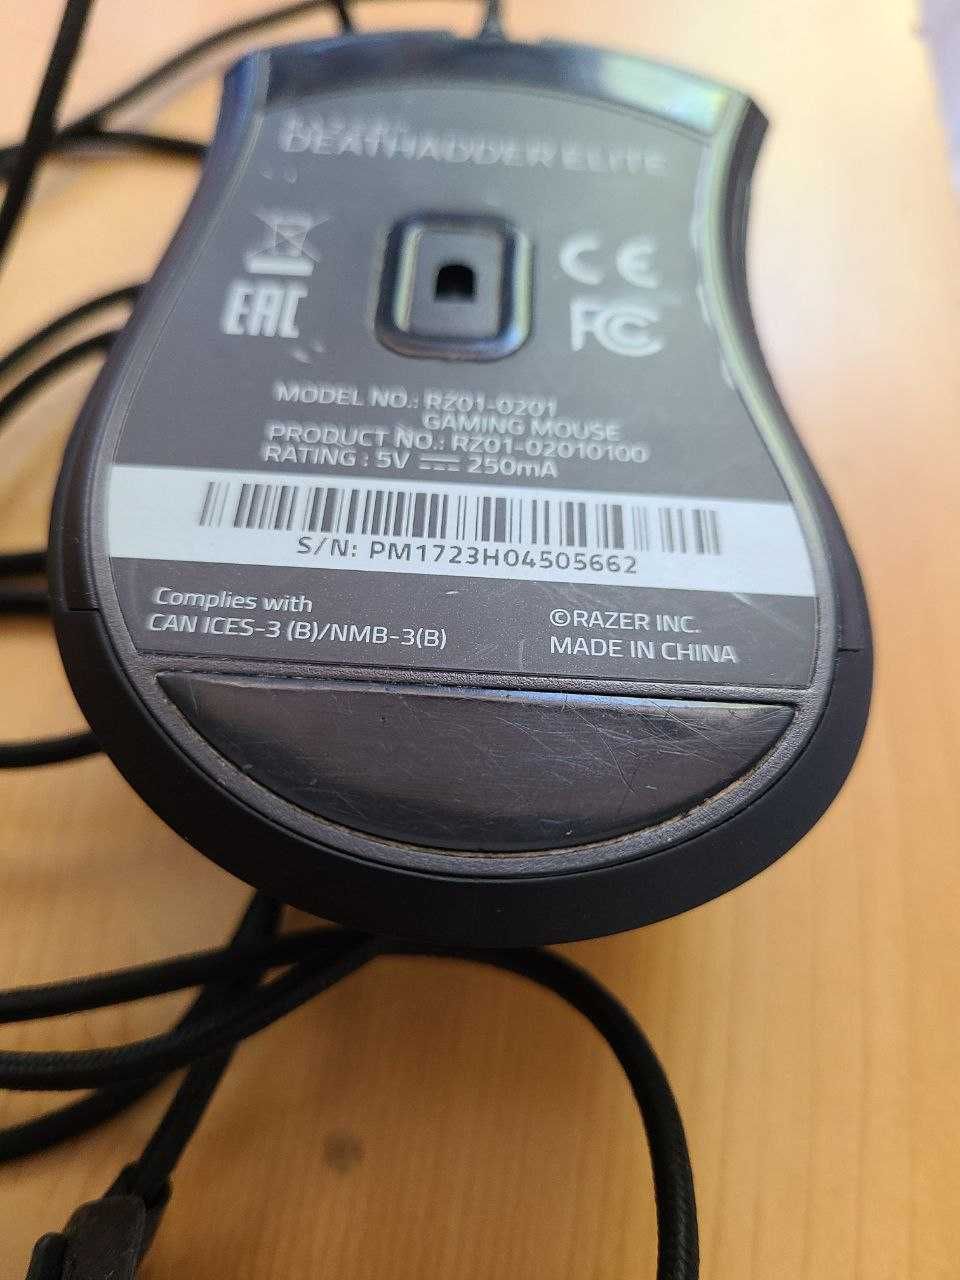 RAZER
DEATHADDER ELITE
CE
EAC
FC
MODEL NO.: RZ01-0201
GAMING MOUSE
PRODUCT NO.: RZ01-02010100
RATING : 5V ⎓ 250mA
S/N: PM1723H04505662
Complies with
CAN ICES-3 (B)/NMB-3(B)
©RAZER INC.
MADE IN CHINA